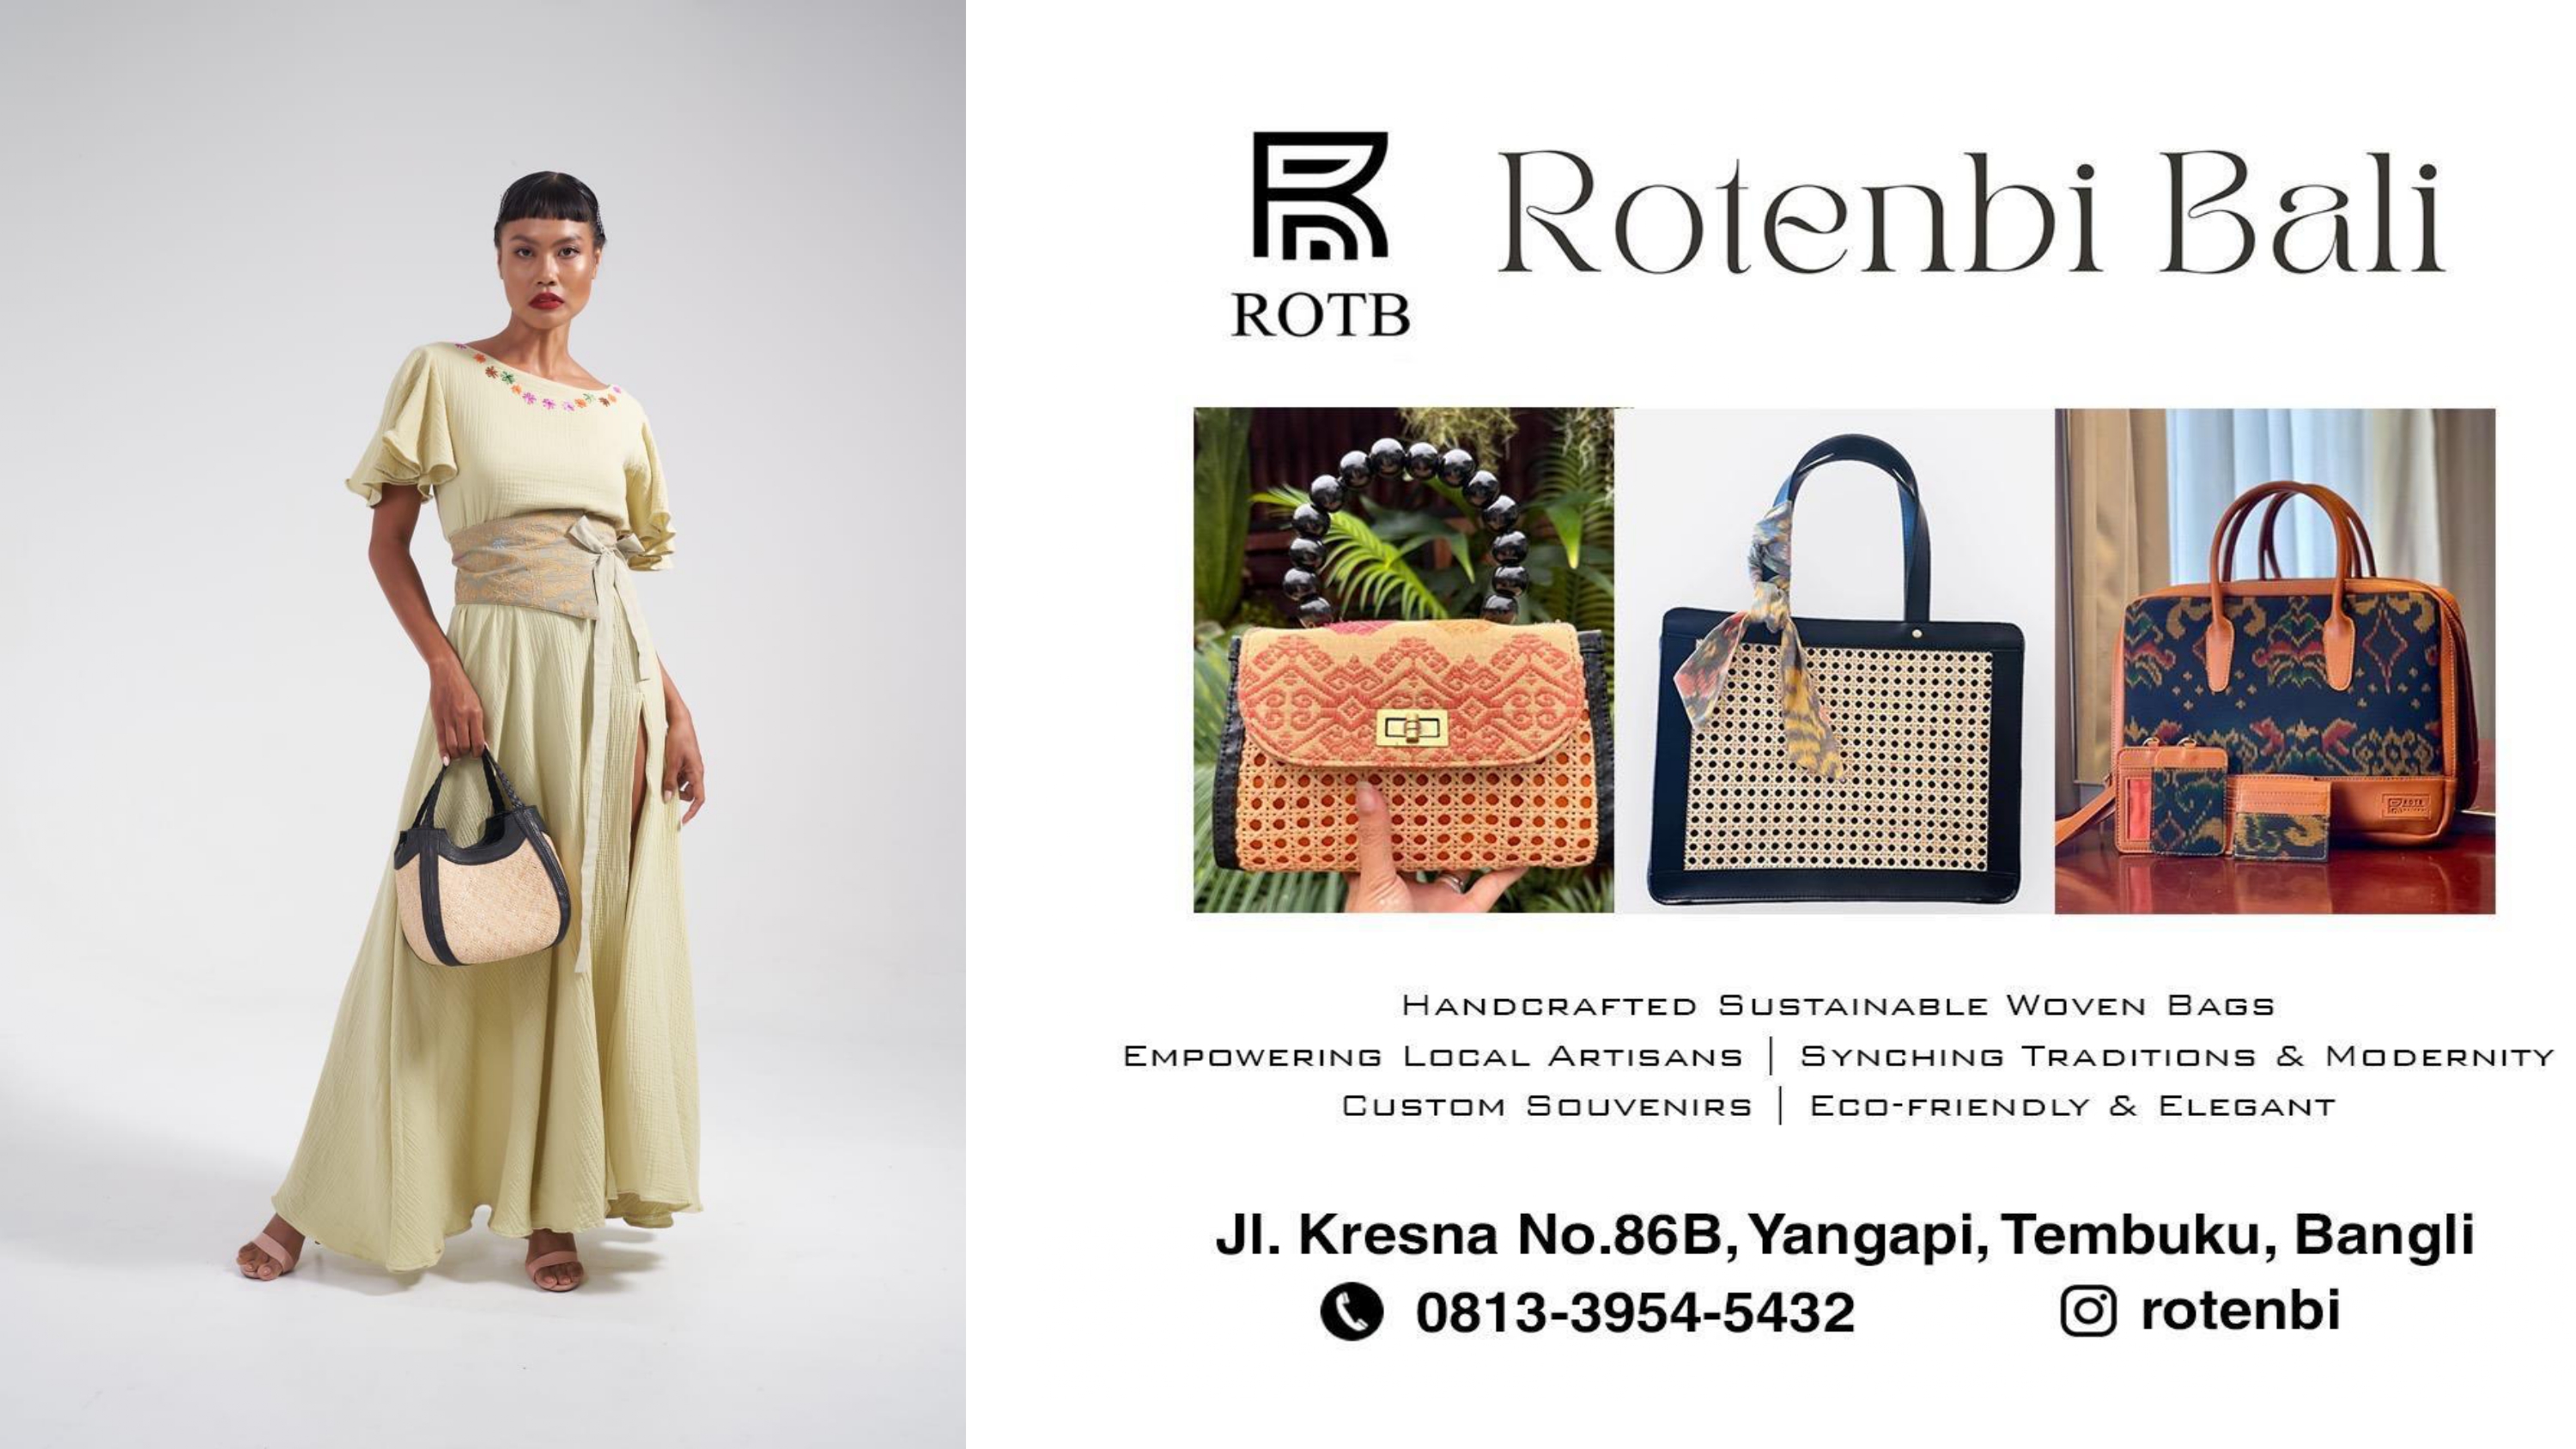 ROTB
Rotenbi Bali
HANDCRAFTED SUSTAINABLE WOVEN BAGS
EMPOWERING LOCAL ARTISANS | SYNCHING TRADITIONS & MODERNITY
CUSTOM SOUVENIRS | ECO-FRIENDLY & ELEGANT
Jl. Kresna No.86B, Yangapi, Tembuku, Bangli
0813-3954-5432
rotenbi